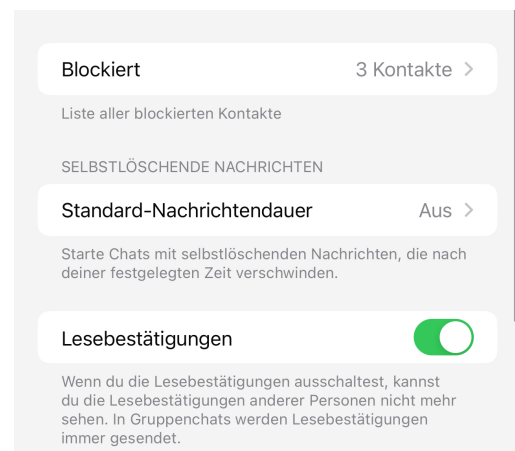 Blockiert 3 Kontakte
Liste aller blockierten Kontakte
SELBSTLÖSCHENDE NACHRICHTEN
Standard-Nachrichtendauer Aus
Starte Chats mit selbstlöschenden Nachrichten, die nach
deiner festgelegten Zeit verschwinden.
Lesebestätigungen
Wenn du die Lesebestätigungen ausschaltest, kannst
du die Lesebestätigungen anderer Personen nicht mehr
sehen. In Gruppenchats werden Lesebestätigungen
immer gesendet.